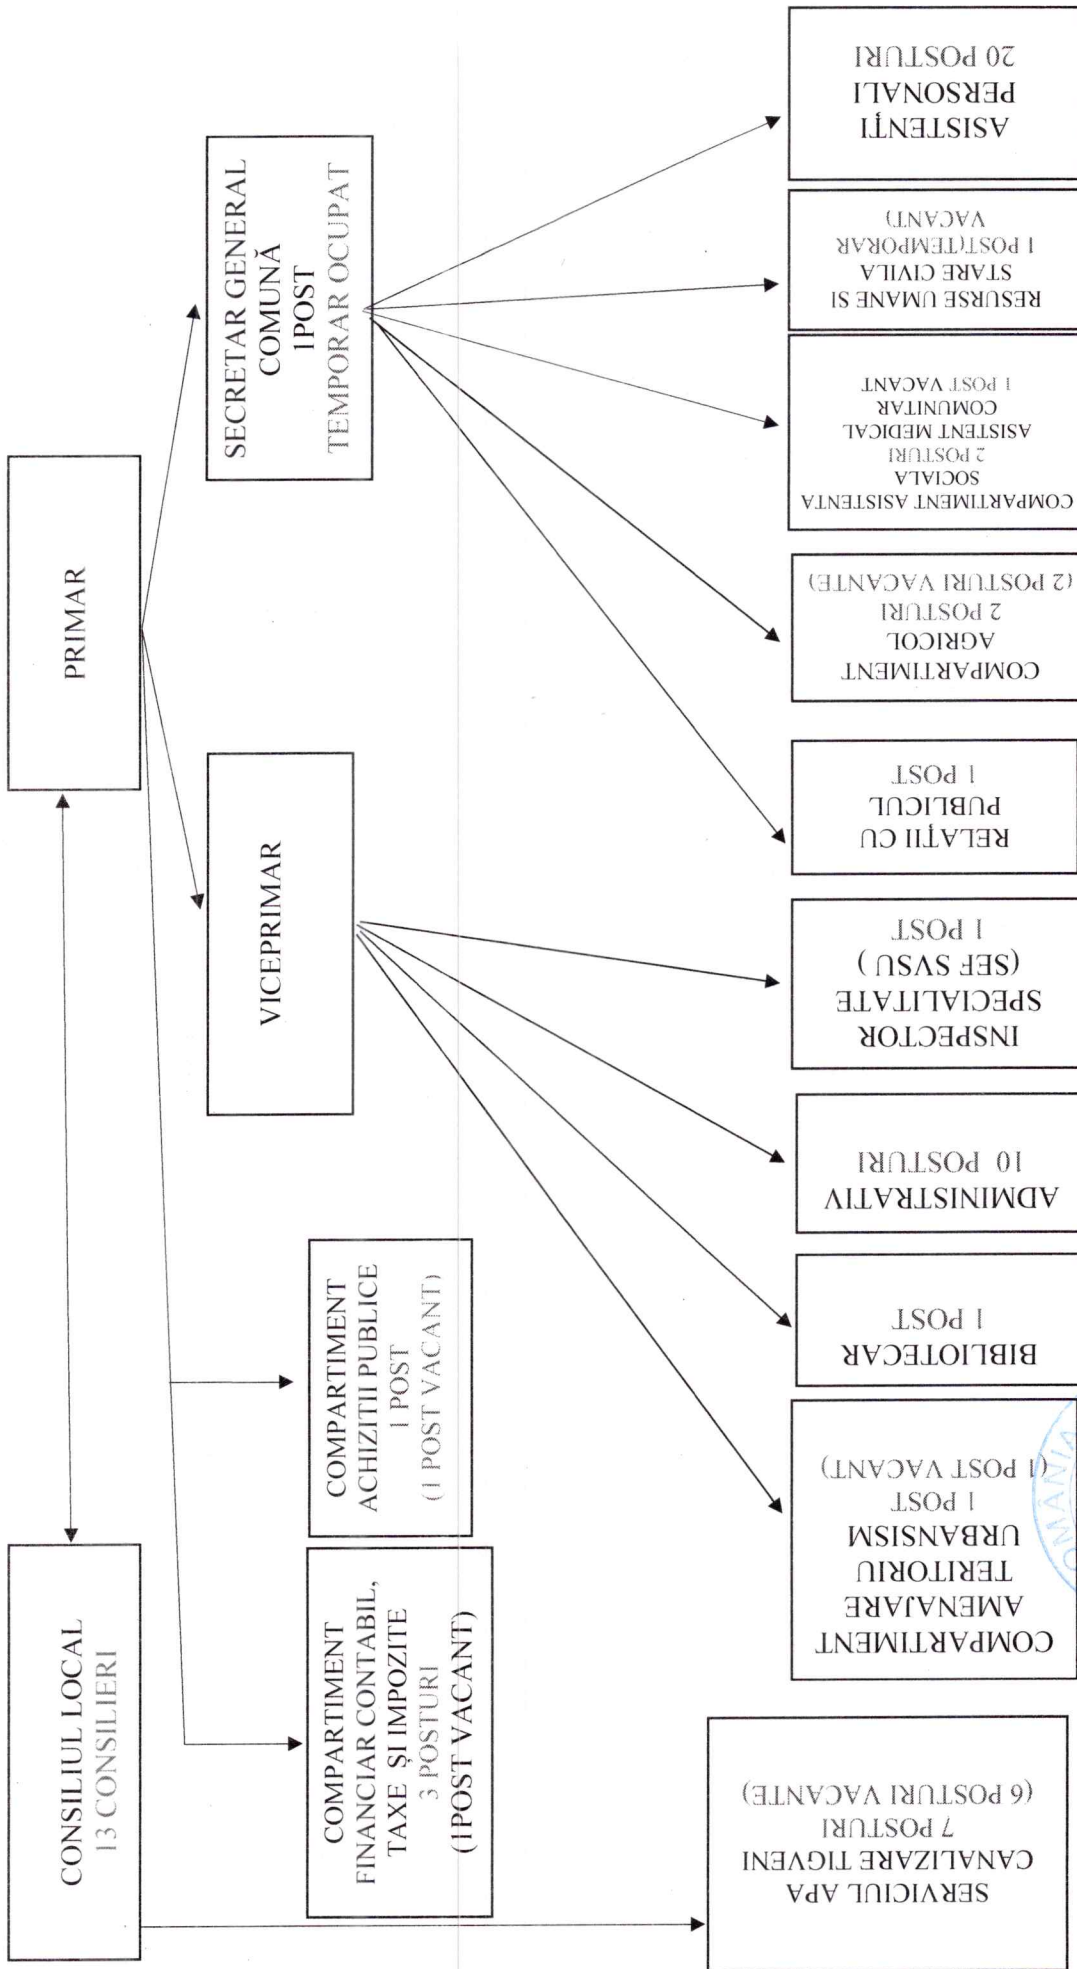 CONSILIUL LOCAL
13 CONSILIERI
PRIMAR
COMPARTIMENT
FINANCIAR CONTABIL,
TAXE ȘI IMPOZITE
3 POSTURI
(1POST VACANT)
COMPARTIMENT
ACHIZITII PUBLICE
1 POST
(1 POST VACANT)
VICEPRIMAR
SECRETAR GENERAL
COMUNĂ
1POST
TEMPORAR OCUPAT
SERVICIUL APA
CANALIZARE TIGVENI
7 POSTURI
(6 POSTURI VACANTE)
COMPARTIMENT
AMENAJARE
TERITORIU
URBANSISM
1 POST
(1 POST VACANT)
BIBLIOTECAR
1 POST
ADMINISTRATIV
10 POSTURI
INSPECTOR
SPECIALITATE
(SEF SVSU )
1 POST
RELAȚII CU
PUBLICUL
1 POST
COMPARTIMENT
AGRICOL
2 POSTURI
(2 POSTURI VACANTE)
COMPARTIMENT ASISTENTA
SOCIALA
2 POSTURI
ASISTENT MEDICAL
COMUNITAR
1 POST VACANT
RESURSE UMANE SI
STARE CIVILA
1 POST(TEMPORAR
VACANT)
ASISTENȚI
PERSONALI
20 POSTURI